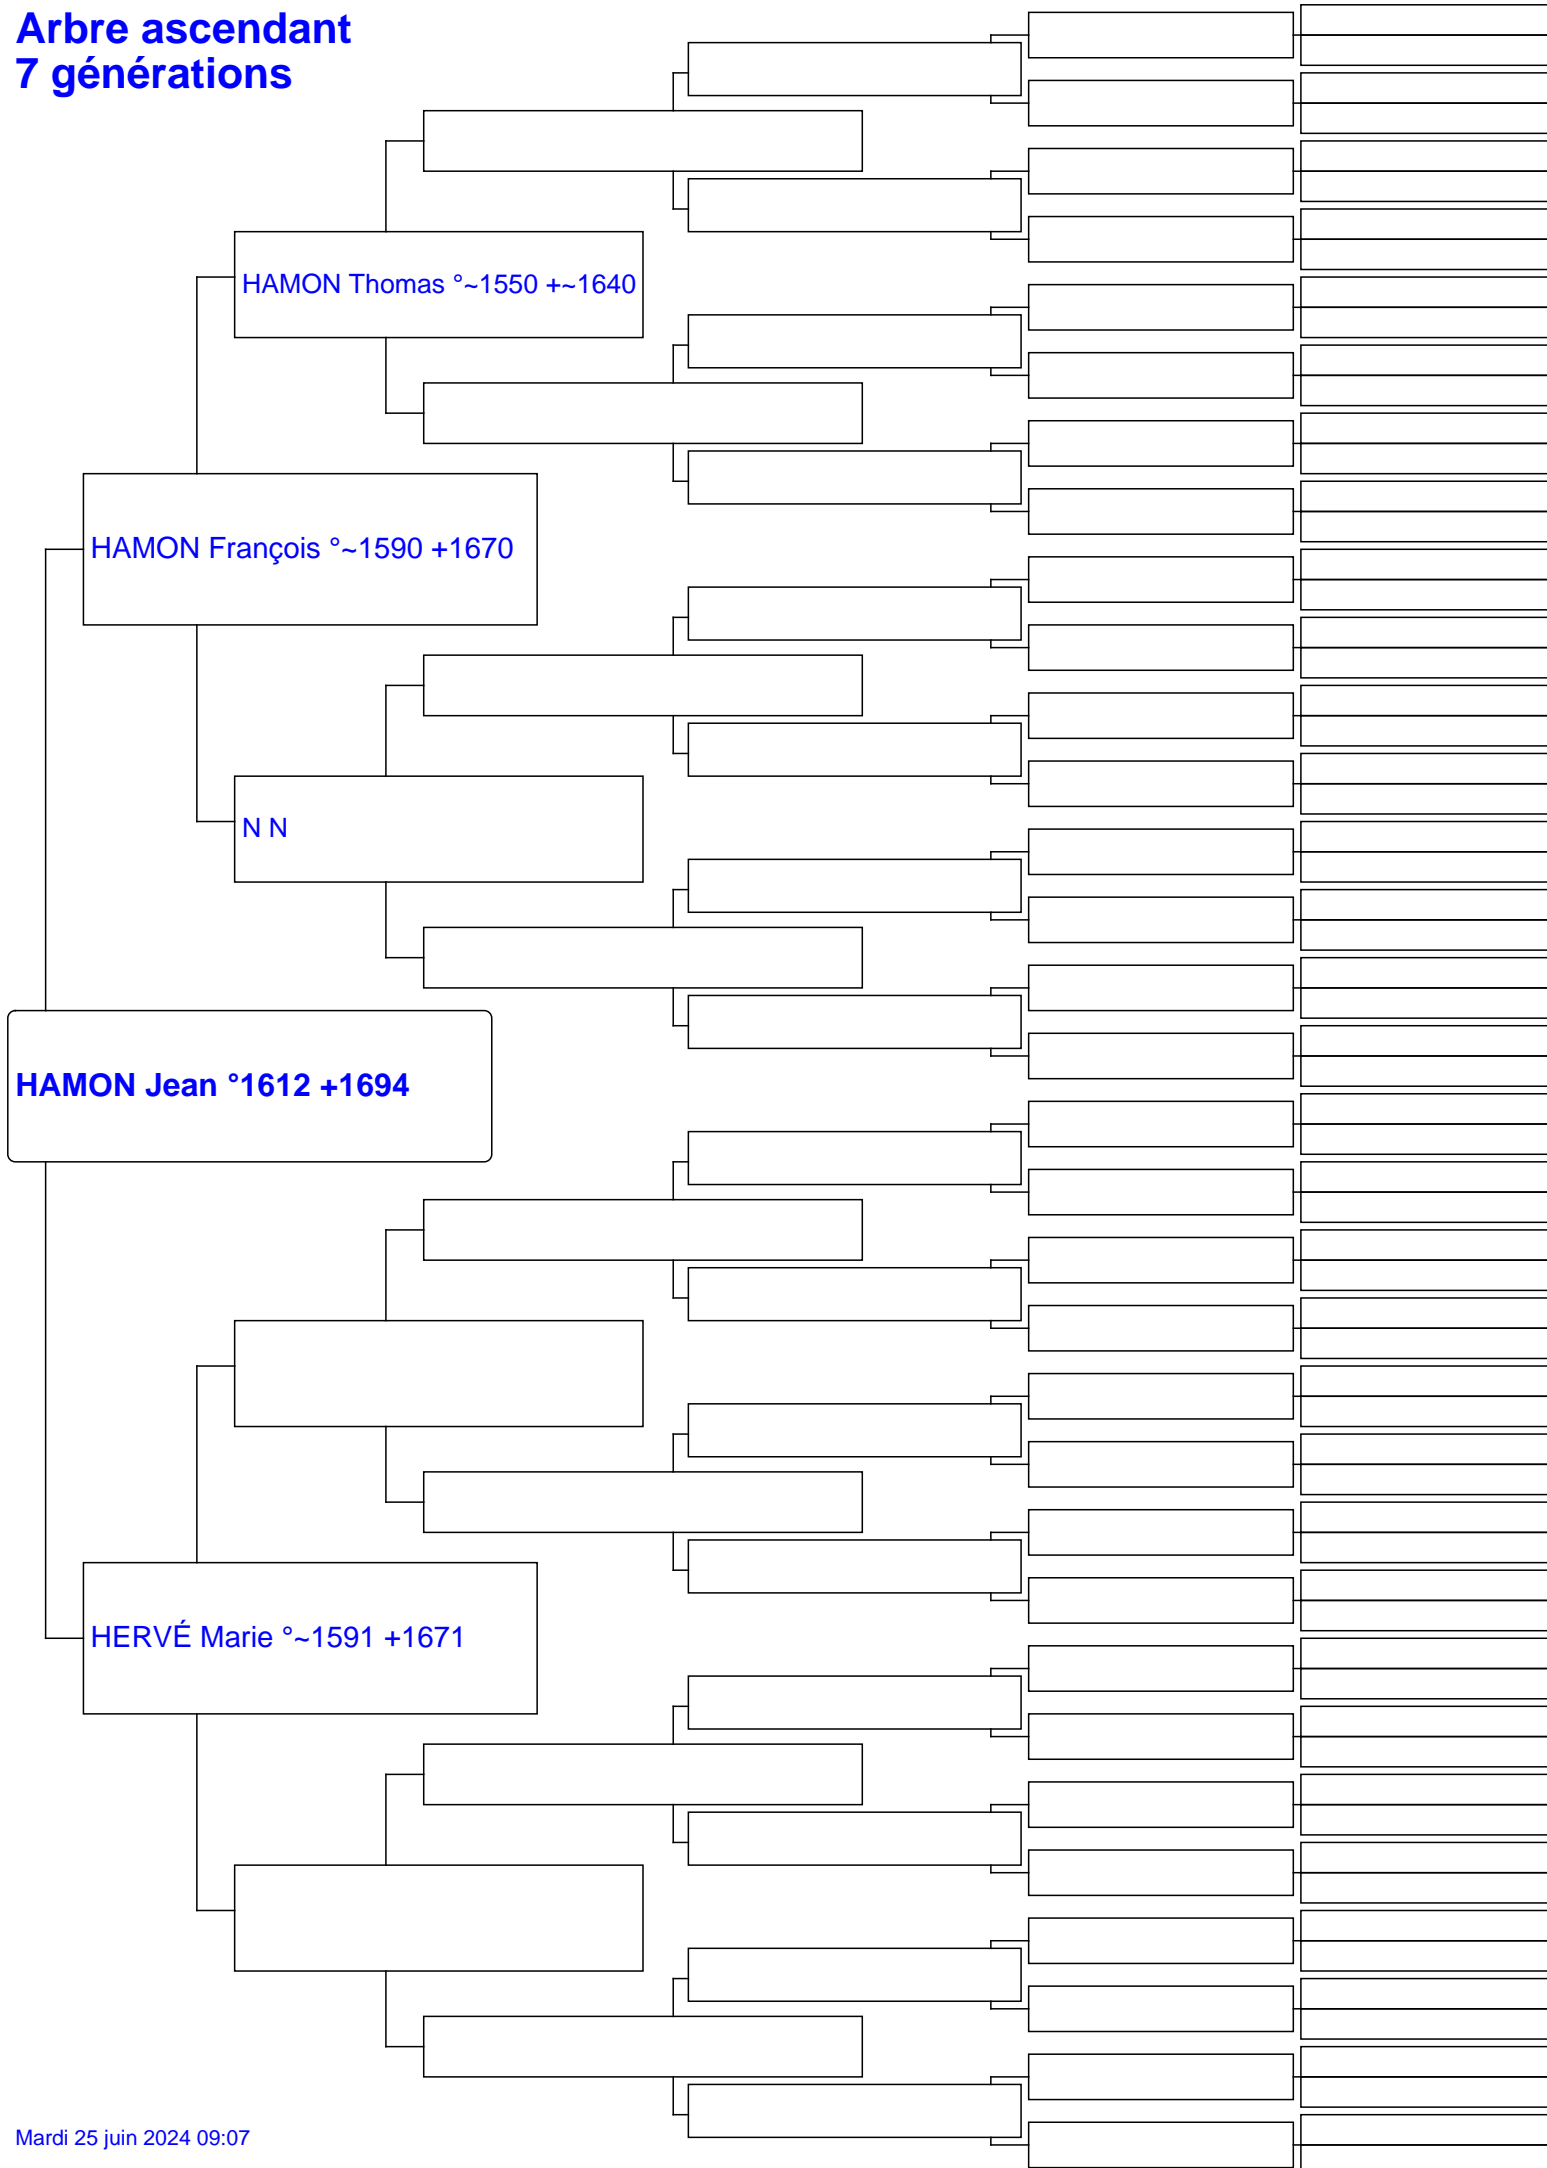 Arbre ascendant
7 générations
HAMON Thomas °~1550 +~1640
HAMON François °~1590 +1670
N N
HAMON Jean °1612 +1694
HERVÉ Marie °~1591 +1671
Mardi 25 juin 2024 09:07